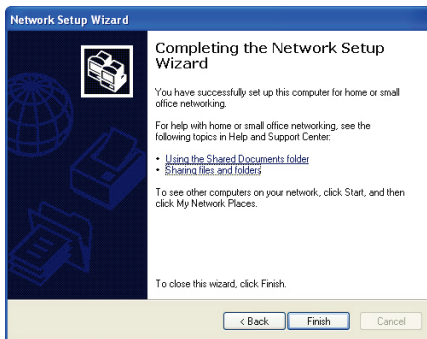 Network Setup Wizard
Completing the Network Setup
Wizard
You have successfully set up this computer for home or small
office networking.
For help with home or small office networking, see the
following topics in Help and Support Center:
• Using the Shared Documents folder
• Sharing files and folders
To see other computers on your network, click Start, and then
click My Network Places.
To close this wizard, click Finish.
< Back
Finish
Cancel